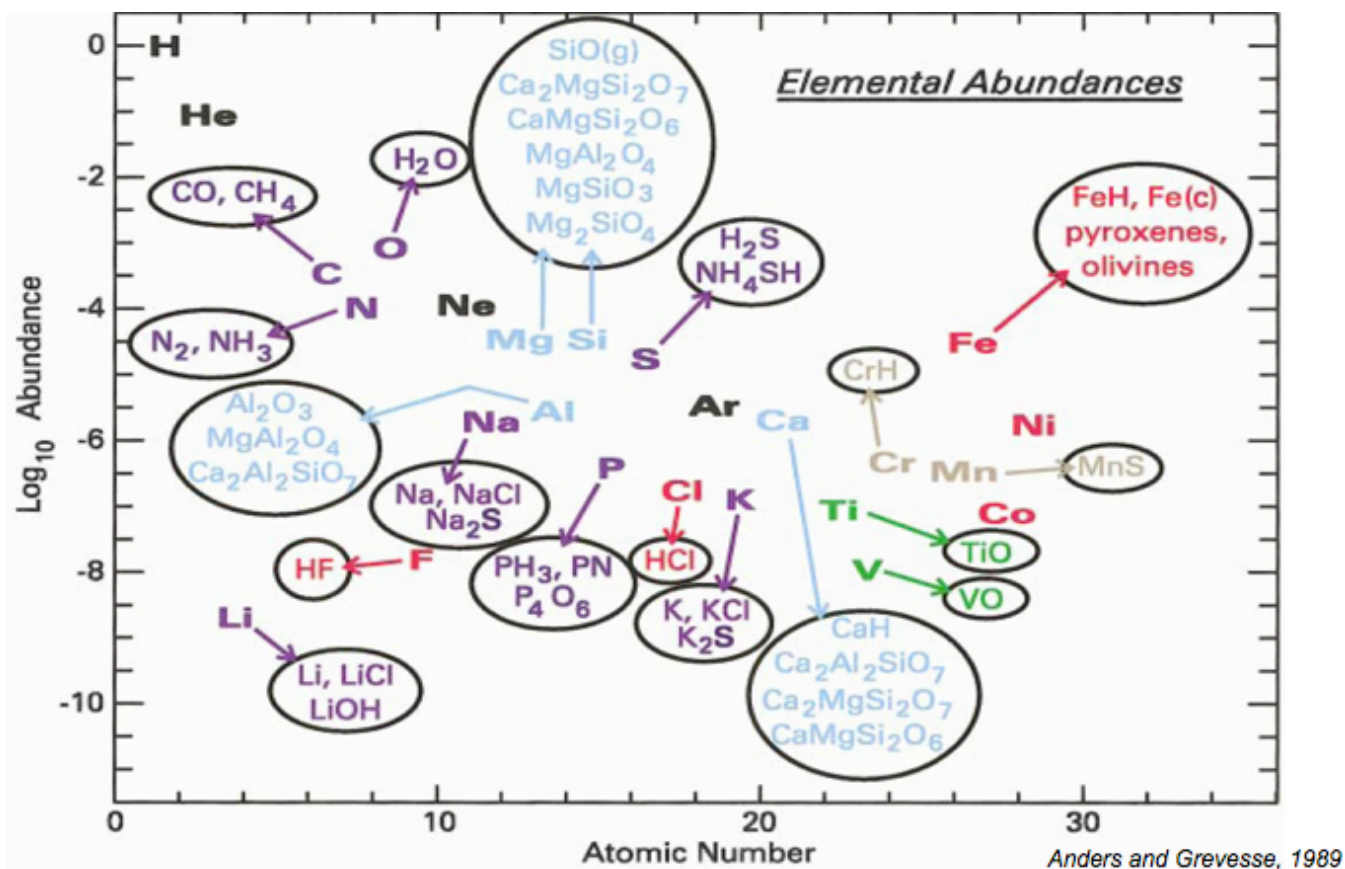 Elemental Abundances
Log₁₀ Abundance
0
-2
-4
-6
-8
-10
H
He
SiO(g)
Ca₂MgSi₂O₇
CaMgSi₂O₆
MgAl₂O₄
MgSiO₃
Mg₂SiO₄
H₂O
CO, CH₄
O
C
H₂S
NH₄SH
FeH, Fe(c)
pyroxenes,
olivines
N
Ne
N₂, NH₃
Mg
Si
S
Fe
CrH
Al₂O₃
MgAl₂O₄
Ca₂Al₂SiO₇
Al
Na
Ar
Ca
Ni
Cr
Mn
MnS
Na, NaCl
Na₂S
P
Cl
K
Ti
Co
TiO
HF
F
PH₃, PN
P₄O₆
HCl
K, KCl
K₂S
V
VO
Li
Li, LiCl
LiOH
CaH
Ca₂Al₂SiO₇
Ca₂MgSi₂O₇
CaMgSi₂O₆
0
10
20
30
Atomic Number
Anders and Grevesse, 1989